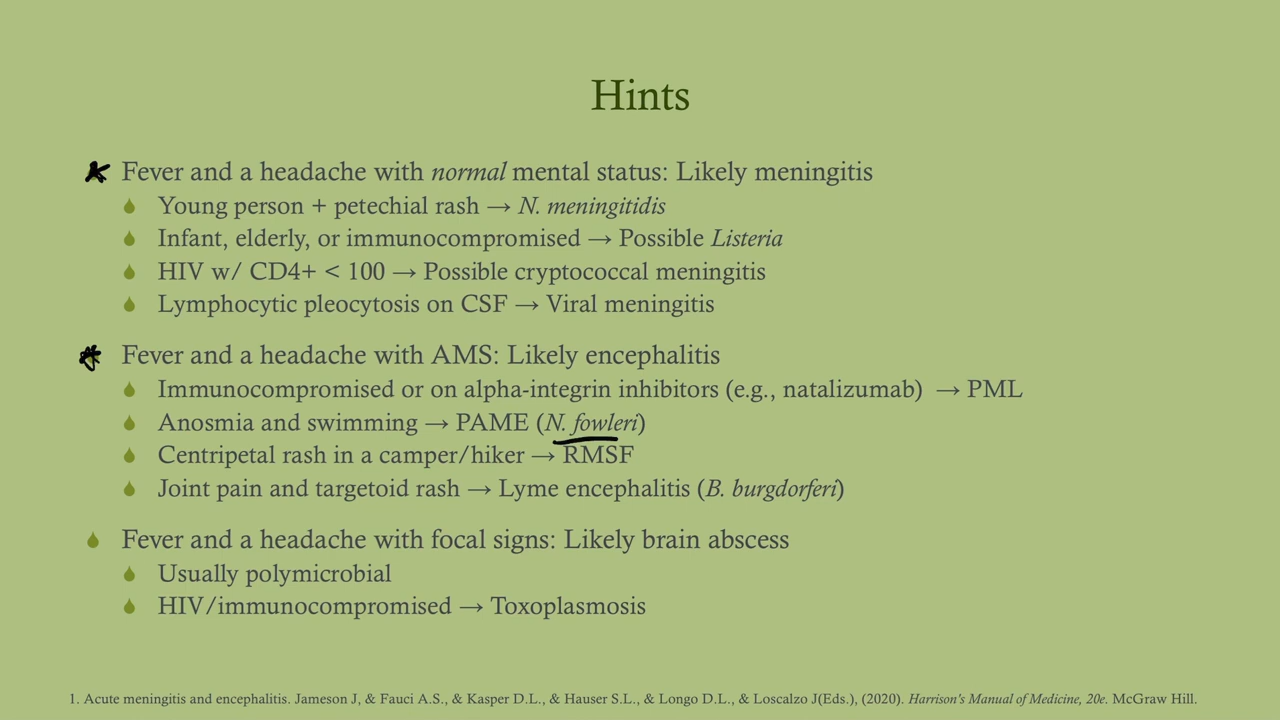 Hints
Fever and a headache with normal mental status: Likely meningitis
Young person + petechial rash → N. meningitidis
Infant, elderly, or immunocompromised → Possible Listeria
HIV w/ CD4+ < 100 → Possible cryptococcal meningitis
Lymphocytic pleocytosis on CSF → Viral meningitis
Fever and a headache with AMS: Likely encephalitis
Immunocompromised or on alpha-integrin inhibitors (e.g., natalizumab) → PML
Anosmia and swimming → PAME (N. fowleri)
Centripetal rash in a camper/hiker → RMSF
Joint pain and targetoid rash → Lyme encephalitis (B. burgdorferi)
Fever and a headache with focal signs: Likely brain abscess
Usually polymicrobial
HIV/immunocompromised → Toxoplasmosis
1. Acute meningitis and encephalitis. Jameson J, & Fauci A.S., & Kasper D.L., & Hauser S.L., & Longo D.L., & Loscalzo J(Eds.), (2020). Harrison's Manual of Medicine, 20e. McGraw Hill.